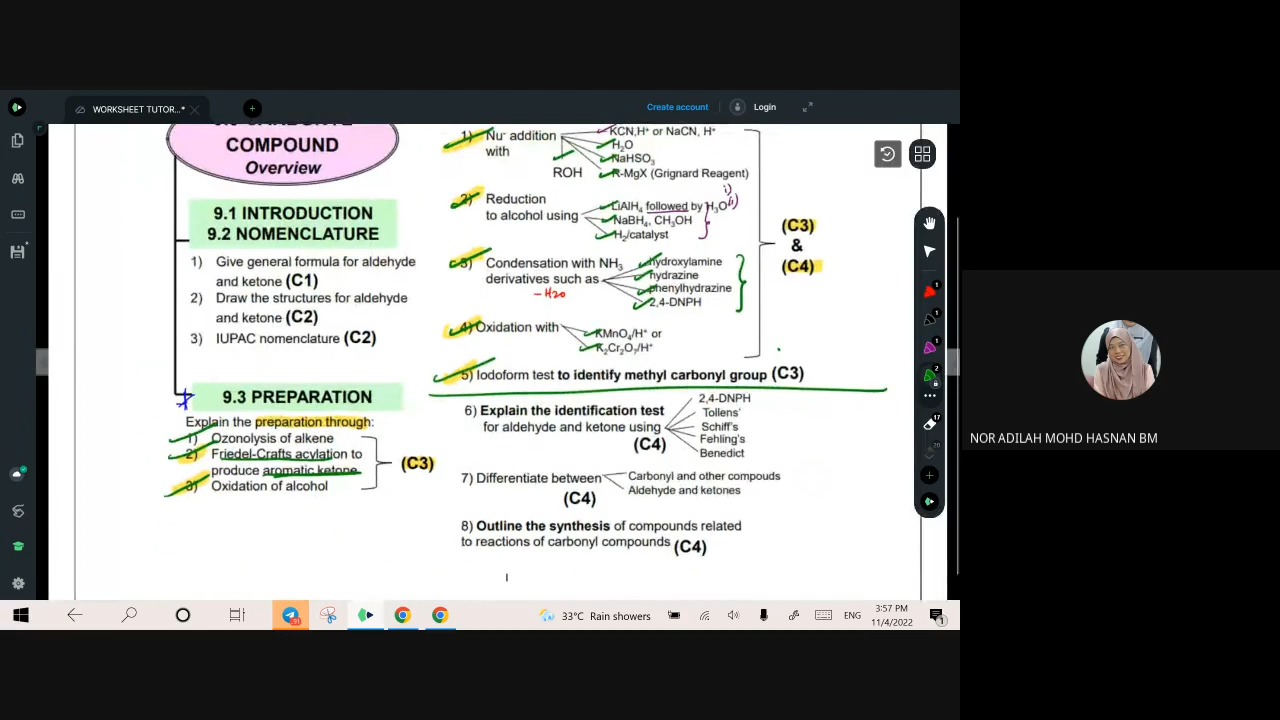 WORKSHEET TUTOR...*
Create account
Login
COMPOUND
Overview
9.1 INTRODUCTION
9.2 NOMENCLATURE
1) Give general formula for aldehyde
and ketone (C1)
2) Draw the structures for aldehyde
and ketone (C2)
3) IUPAC nomenclature (C2)
9.3 PREPARATION
Explain the preparation through:
1) Ozonolysis of alkene
2) Friedel-Crafts acylation to
produce aromatic ketone
3) Oxidation of alcohol
(C3)
1) Nu⁻ addition
with
KCN,H⁺ or NaCN, H⁺
H₂O
NaHSO₃
R-MgX (Grignard Reagent)
ROH
2) Reduction
to alcohol using
LiAlH₄ followed by H₃O⁺
NaBH₄, CH₃OH
H₂/catalyst
i)
ii)
3) Condensation with NH₃
derivatives such as
- H2O
hydroxylamine
hydrazine
phenylhydrazine
2,4-DNPH
4) Oxidation with
KMnO₄/H⁺ or
K₂Cr₂O₇/H⁺
(C3)
&
(C4)
5) Iodoform test to identify methyl carbonyl group (C3)
6) Explain the identification test
for aldehyde and ketone using
(C4)
2,4-DNPH
Tollens'
Schiff's
Fehling's
Benedict
7) Differentiate between
(C4)
Carbonyl and other compouds
Aldehyde and ketones
8) Outline the synthesis of compounds related
to reactions of carbonyl compounds (C4)
NOR ADILAH MOHD HASNAN BM
33°C Rain showers
ENG
3:57 PM
11/4/2022